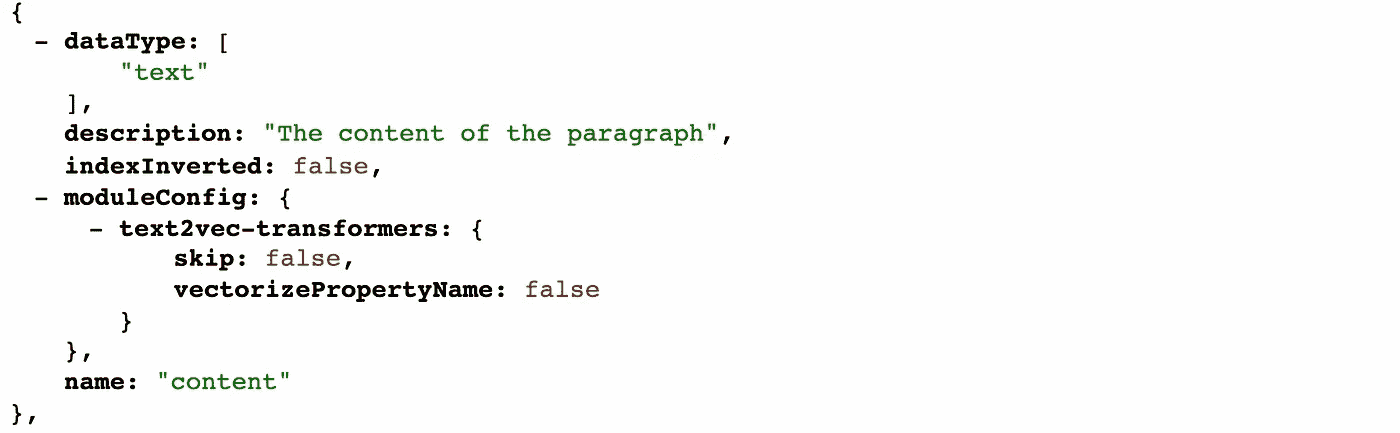 {
  - dataType: [
        "text"
    ],
    description: "The content of the paragraph",
    indexInverted: false,
  - moduleConfig: {
      - text2vec-transformers: {
            skip: false,
            vectorizePropertyName: false
        }
    },
    name: "content"
},